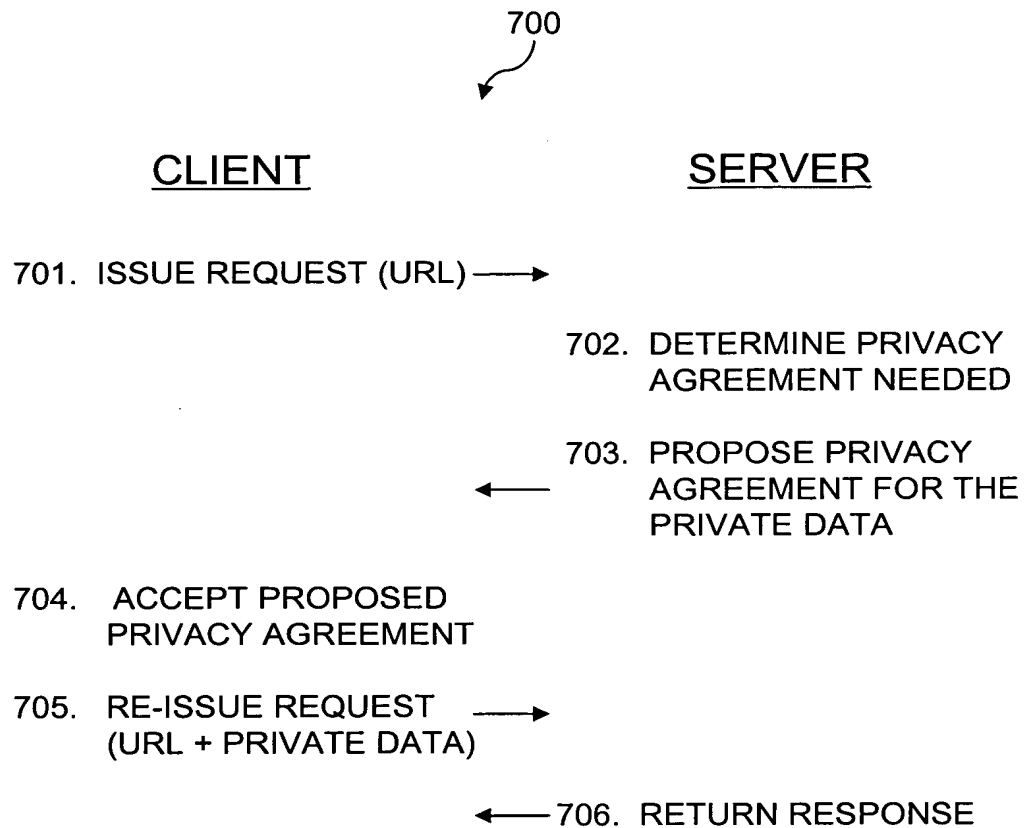 700
CLIENT
SERVER
701. ISSUE REQUEST (URL)
702. DETERMINE PRIVACY
AGREEMENT NEEDED
703. PROPOSE PRIVACY
AGREEMENT FOR THE
PRIVATE DATA
704. ACCEPT PROPOSED
PRIVACY AGREEMENT
705. RE-ISSUE REQUEST
(URL + PRIVATE DATA)
706. RETURN RESPONSE